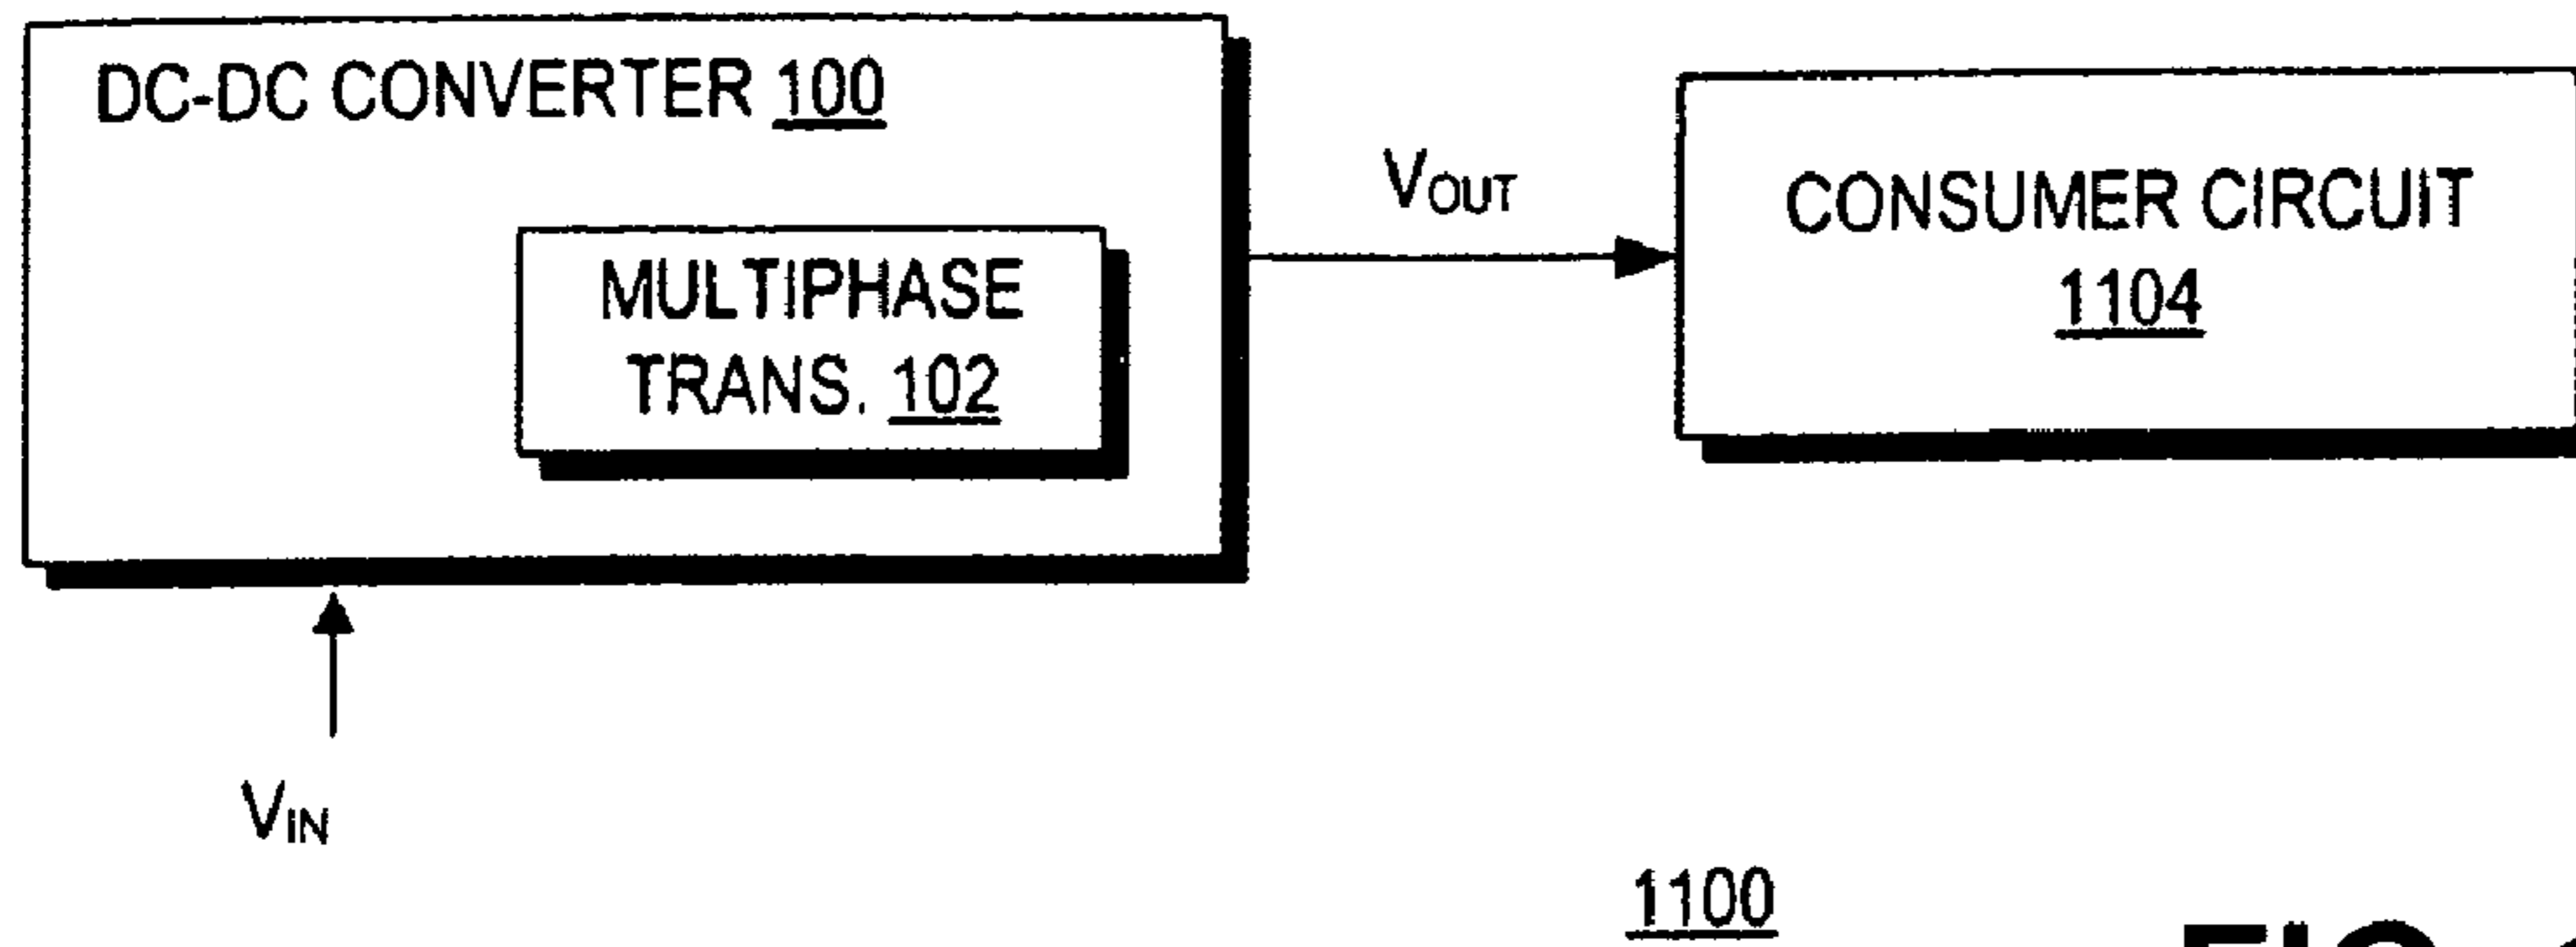 DC-DC CONVERTER 100
MULTIPHASE
TRANS. 102
VOUT
CONSUMER CIRCUIT
1104
VIN
1100